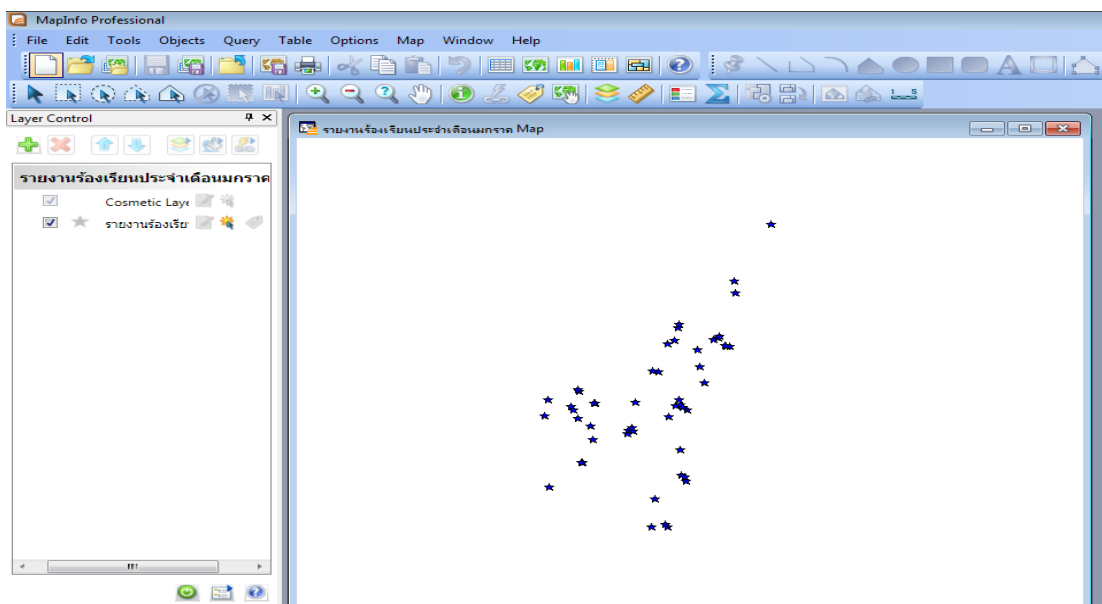 MapInfo Professional
File Edit Tools Objects Query Table Options Map Window Help
Layer Control
รายงานร้องเรียนประจำเดือนมกราค Map
รายงานร้องเรียนประจำเดือนมกราค
Cosmetic Laye
รายงานร้องเรีย